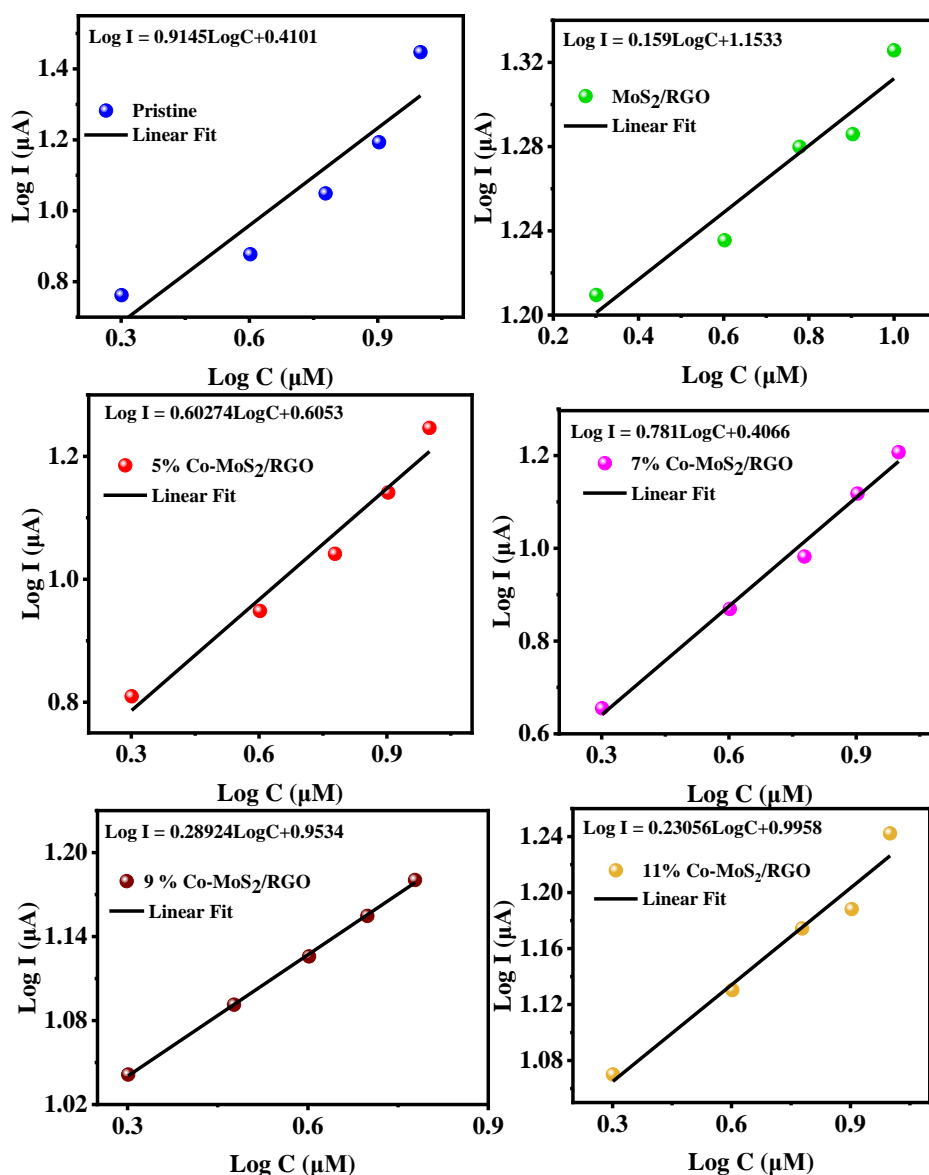 Log I = 0.9145LogC+0.4101
Pristine
Linear Fit
1.4
1.2
1.0
0.8
0.3
0.6
0.9
Log I (μA)
Log C (μM)
Log I = 0.159LogC+1.1533
MoS2/RGO
Linear Fit
1.32
1.28
1.24
1.20
0.2
0.4
0.6
0.8
1.0
Log I (μA)
Log C (μM)
Log I = 0.60274LogC+0.6053
5% Co-MoS2/RGO
Linear Fit
1.2
1.0
0.8
0.3
0.6
0.9
Log I (μA)
Log C (μM)
Log I = 0.781LogC+0.4066
7% Co-MoS2/RGO
Linear Fit
1.2
1.0
0.8
0.6
0.3
0.6
0.9
Log I (μA)
Log C (μM)
Log I = 0.28924LogC+0.9534
9 % Co-MoS2/RGO
Linear Fit
1.20
1.14
1.08
1.02
0.3
0.6
0.9
Log I (μA)
Log C (μM)
Log I = 0.23056LogC+0.9958
11% Co-MoS2/RGO
Linear Fit
1.24
1.20
1.16
1.12
1.08
0.3
0.6
0.9
Log I (μA)
Log C (μM)